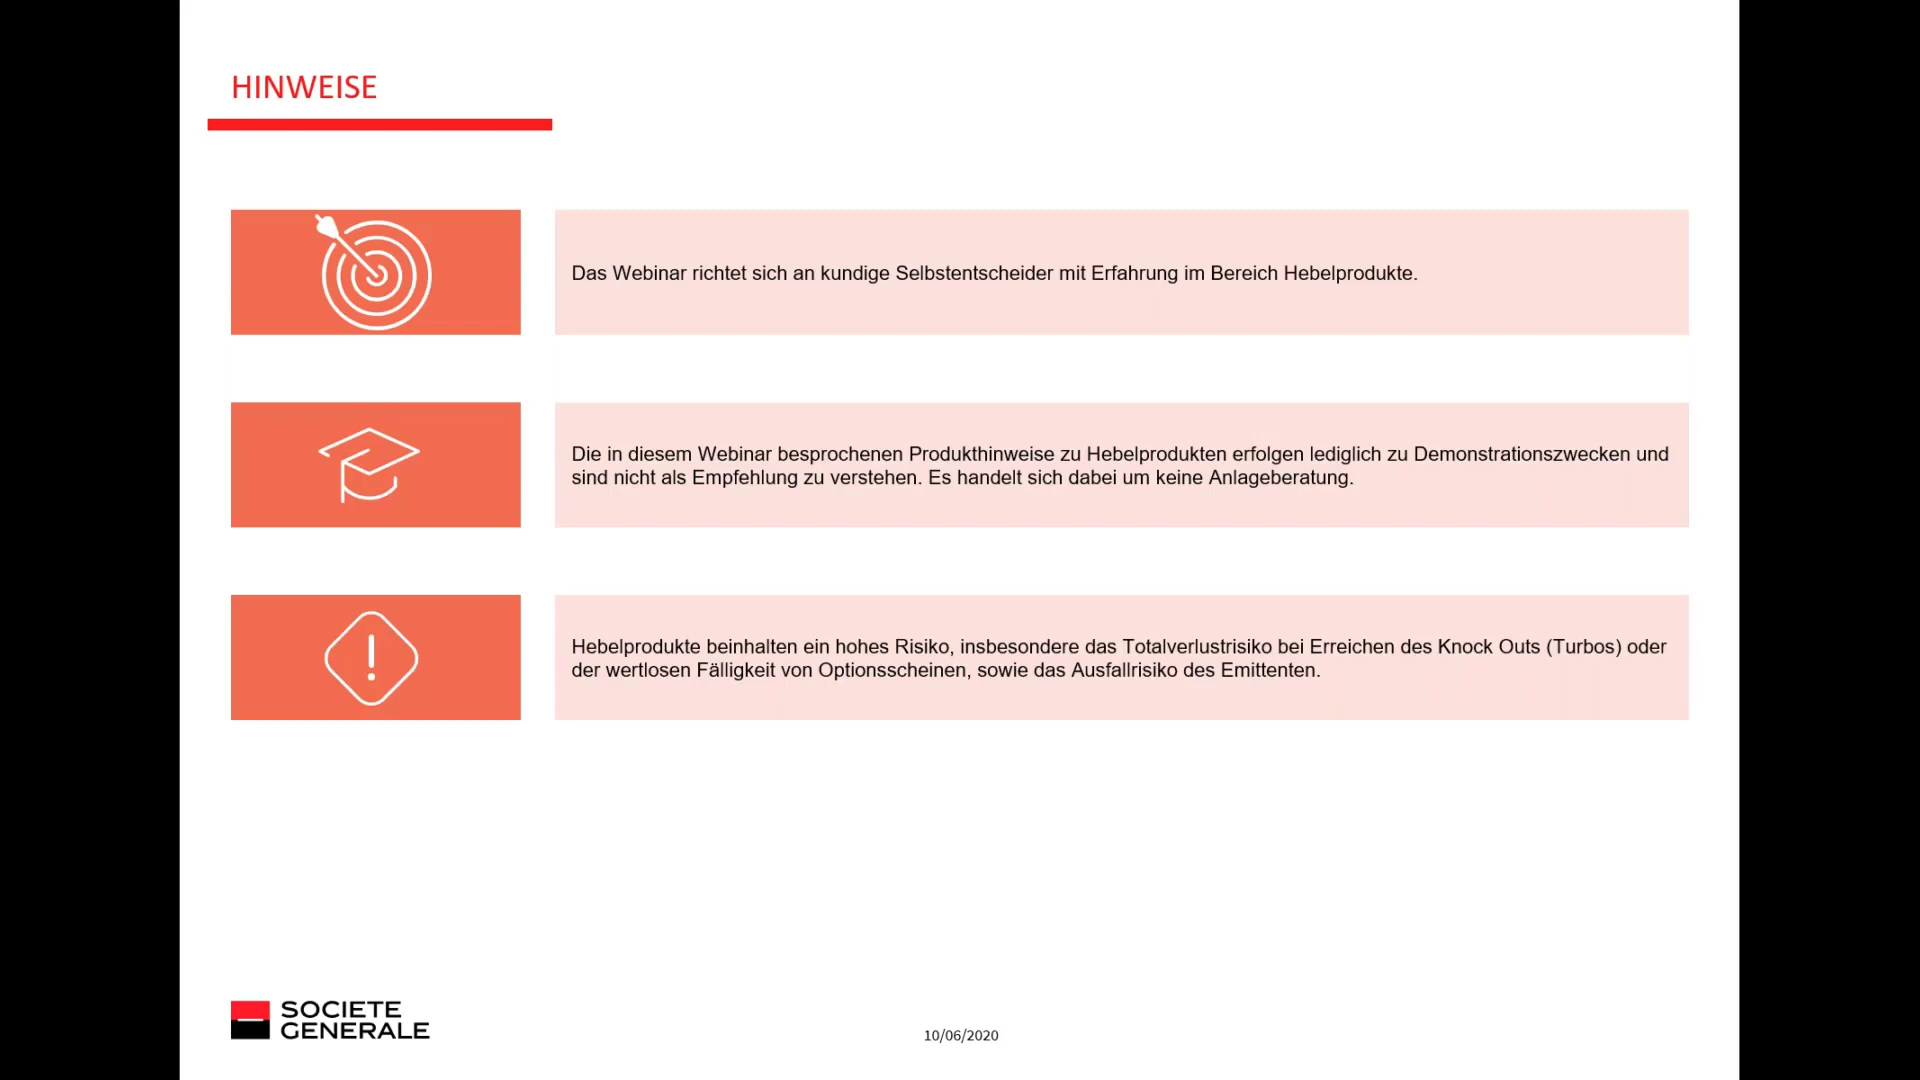 HINWEISE
Das Webinar richtet sich an kundige Selbstentscheider mit Erfahrung im Bereich Hebelprodukte.
Die in diesem Webinar besprochenen Produkthinweise zu Hebelprodukten erfolgen lediglich zu Demonstrationszwecken und
sind nicht als Empfehlung zu verstehen. Es handelt sich dabei um keine Anlageberatung.
Hebelprodukte beinhalten ein hohes Risiko, insbesondere das Totalverlustrisiko bei Erreichen des Knock Outs (Turbos) oder
der wertlosen Fälligkeit von Optionsscheinen, sowie das Ausfallrisiko des Emittenten.
SOCIETE
GENERALE
10/06/2020